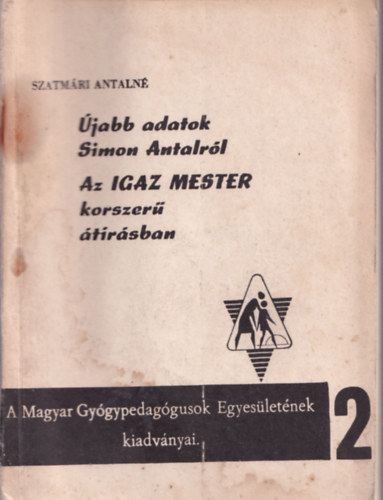 SZATMÁRI ANTALNÉ
Újabb adatok
Simon Antalról
Az IGAZ MESTER
korszerű
átírásban
A Magyar Gyógypedagógusok Egyesületének
kiadványai.
2